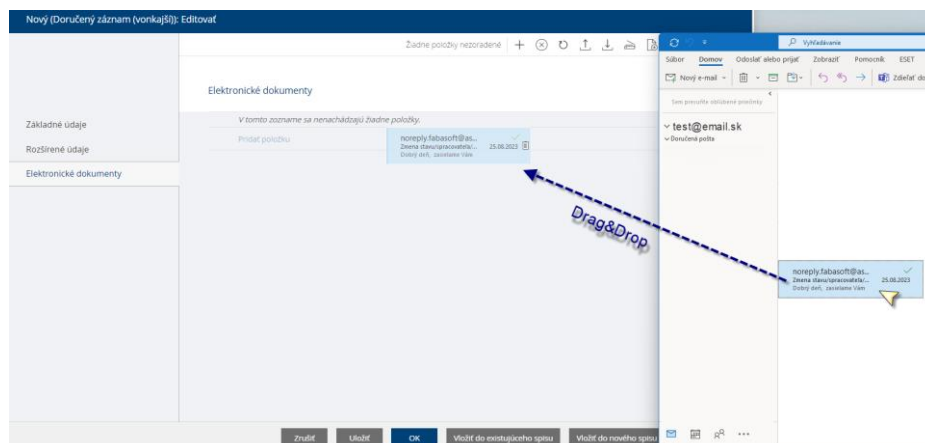 Nový (Doručený záznam (vonkajší)): Editovať
Žiadne položky nezoradené
Elektronické dokumenty
V tomto zozname sa nenachádzajú žiadne položky.
Pridať položku
noreply.fabasoft@as...
Zmena stavu/spracovateľa/... 25.08.2023
Dobrý deň, zasielame Vám
Základné údaje
Rozšírené údaje
Elektronické dokumenty
Drag&Drop
Zrušiť Uložiť OK Vložiť do existujúceho spisu Vložiť do nového spisu
Vyhľadávanie
Súbor Domov Odoslať alebo prijať Zobraziť Pomocník ESET
Nový e-mail Zdieľať do
Sem presuňte obľúbené priečinky
test@email.sk
Doručená pošta
noreply.fabasoft@as...
Zmena stavu/spracovateľa/... 25.08.2023
Dobrý deň, zasielame Vám